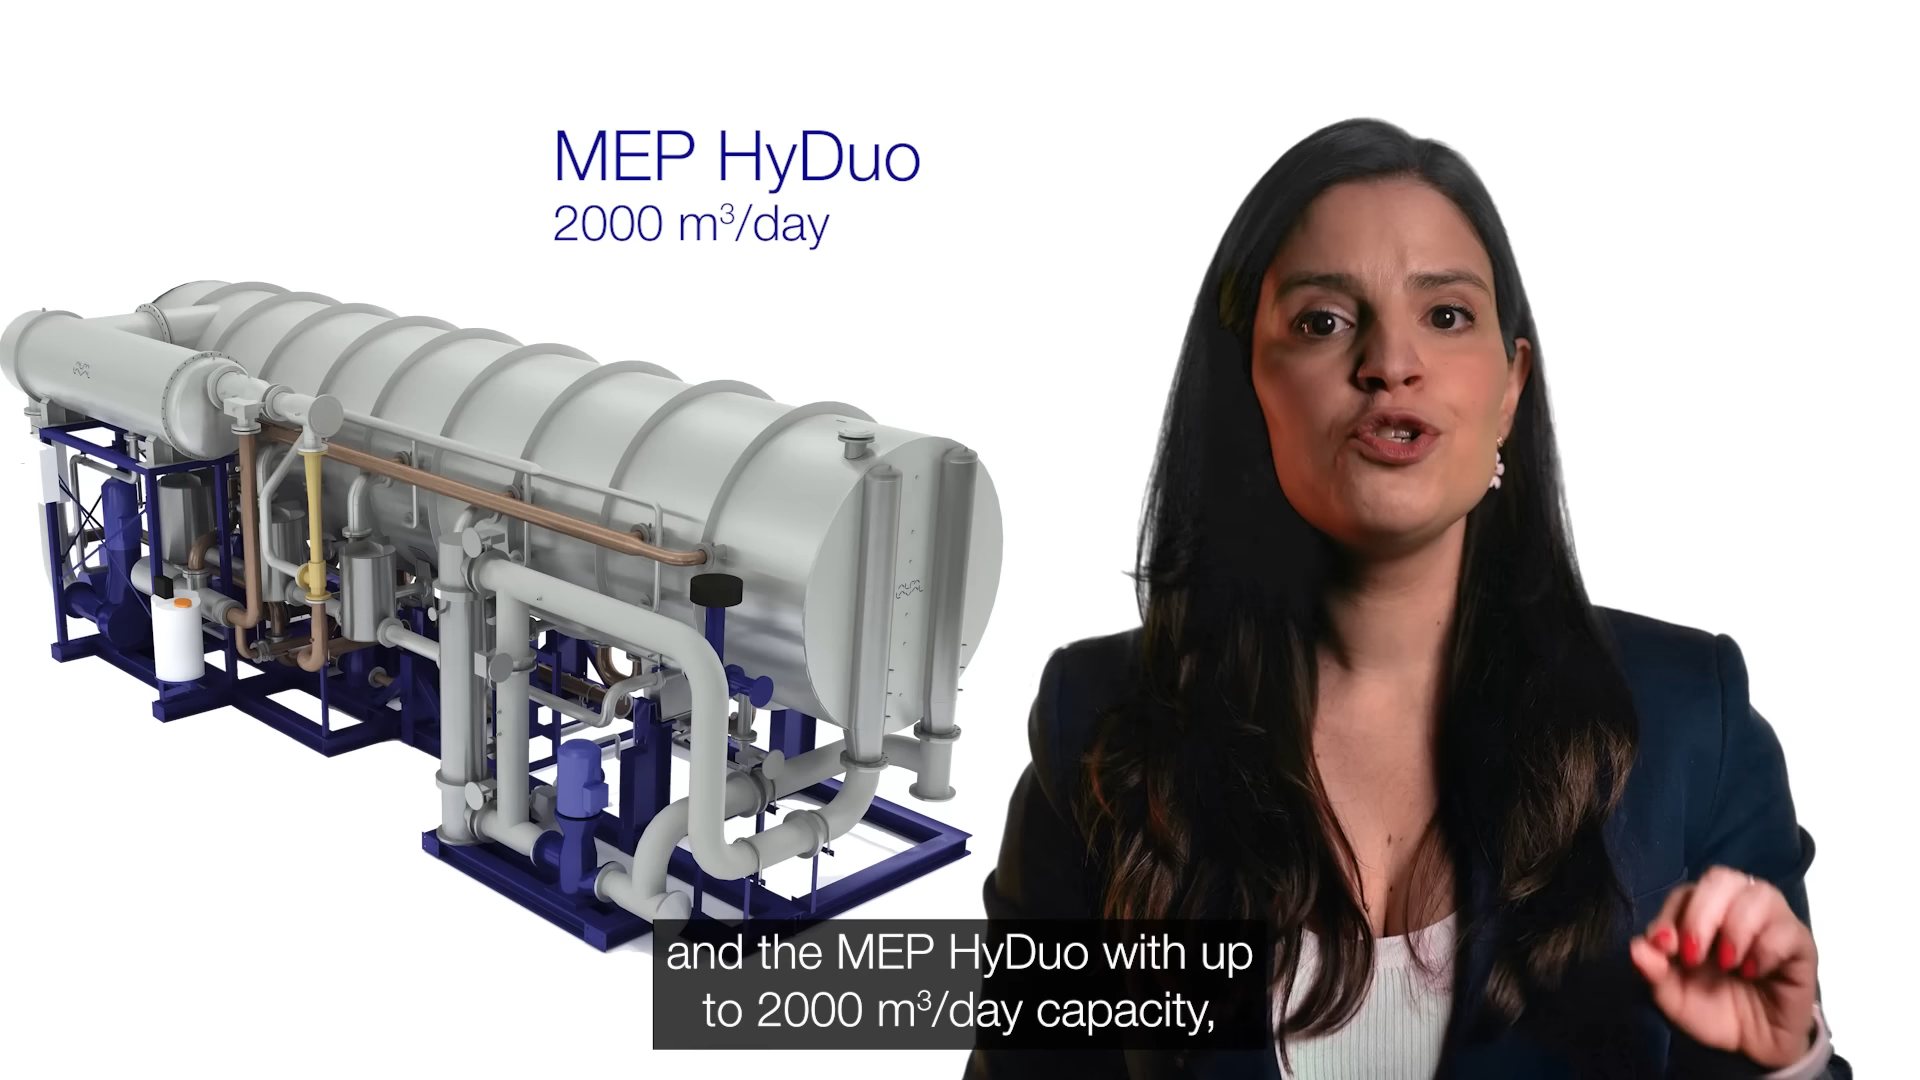 MEP HyDuo
2000 m³/day
and the MEP HyDuo with up
to 2000 m³/day capacity,